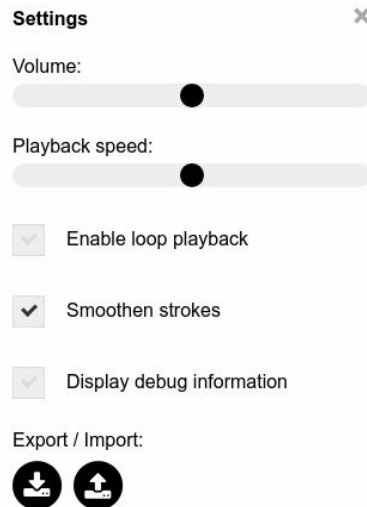 Settings
Volume:
Playback speed:
Enable loop playback
Smoothen strokes
Display debug information
Export / Import: